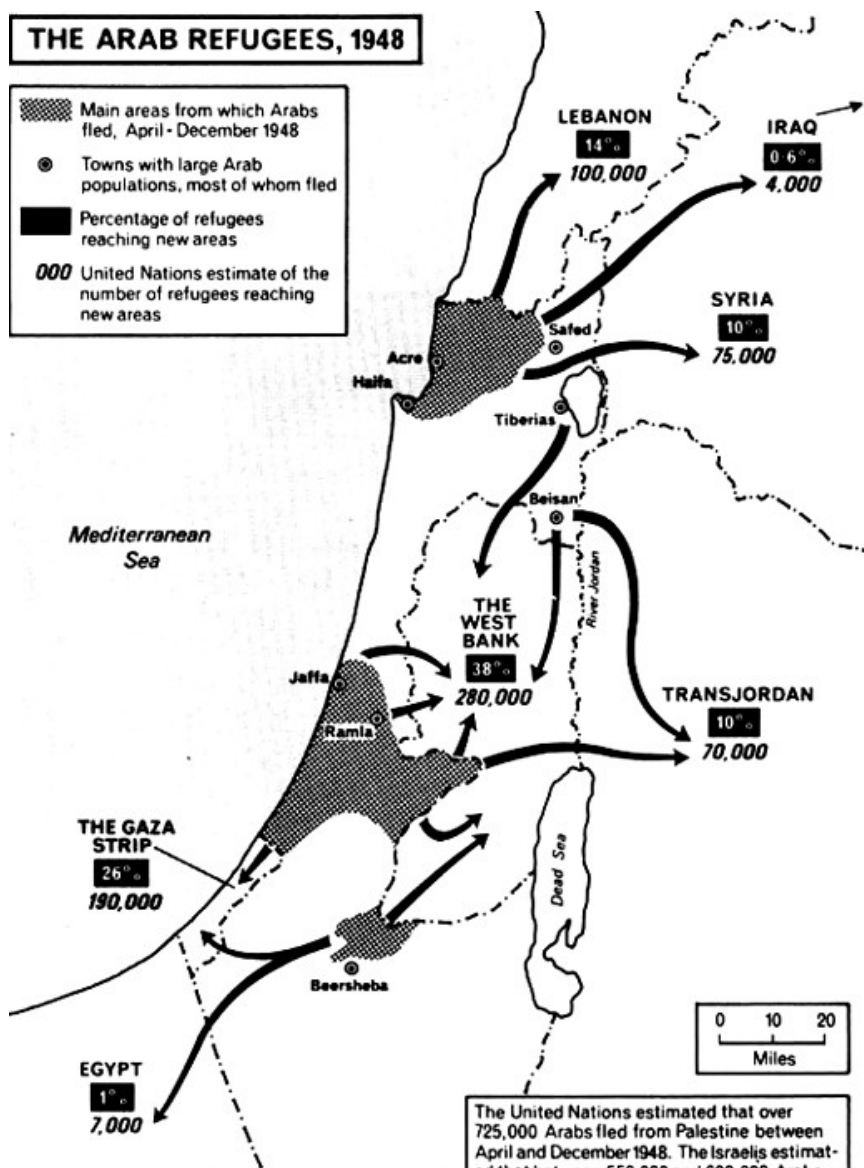 THE ARAB REFUGEES, 1948
Main areas from which Arabs
fled, April - December 1948
Towns with large Arab
populations, most of whom fled
Percentage of refugees
reaching new areas
000 United Nations estimate of the
number of refugees reaching
new areas
LEBANON
14%
100,000
IRAQ
0·6%
4,000
SYRIA
10%
75,000
Safed
Acre
Haifa
Tiberias
Beisan
Mediterranean
Sea
River Jordan
THE
WEST
BANK
38%
280,000
Jaffa
Ramla
TRANSJORDAN
10%
70,000
THE GAZA
STRIP
26%
190,000
Dead Sea
Beersheba
EGYPT
1%
7,000
0 10 20
Miles
The United Nations estimated that over
725,000 Arabs fled from Palestine between
April and December 1948. The Israelis estimat-